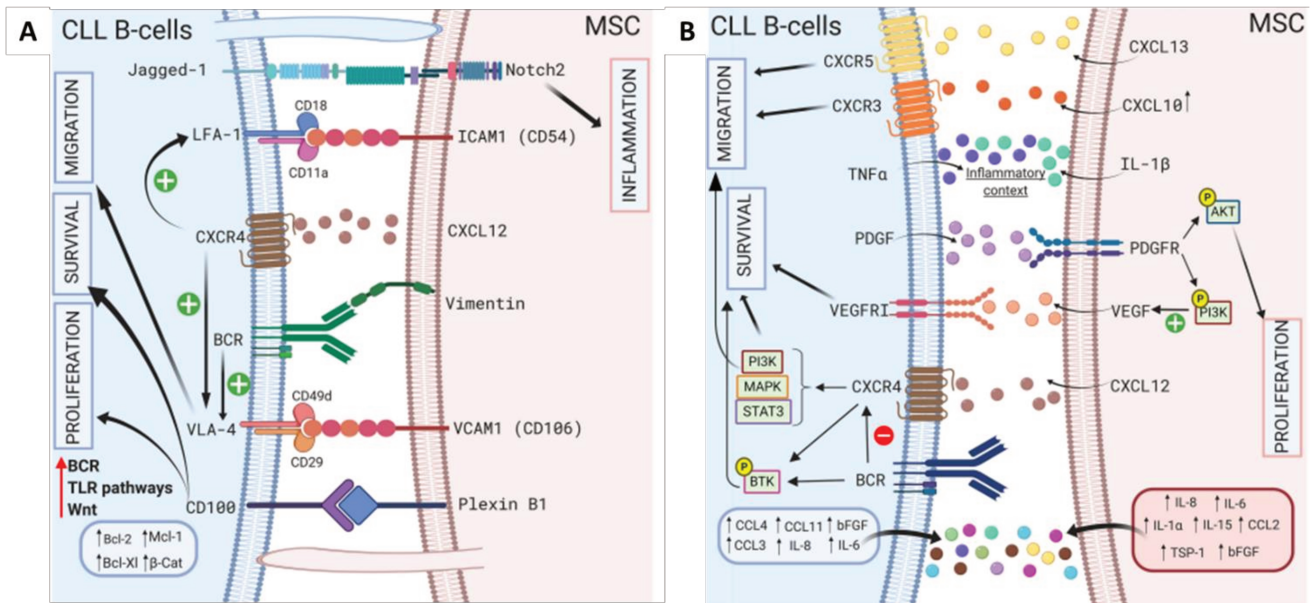 A
CLL B-cells
MSC
Jagged-1
Notch2
MIGRATION
SURVIVAL
PROLIFERATION
INFLAMMATION
CD18
LFA-1
CD11a
ICAM1 (CD54)
+
CXCR4
CXCL12
+
Vimentin
BCR
+
CD49d
VLA-4
CD29
VCAM1 (CD106)
BCR
TLR pathways
Wnt
CD100
Plexin B1
↑Bcl-2 ↑Mcl-1
↑Bcl-Xl ↑β-Cat
B
CLL B-cells
MSC
CXCR5
CXCL13
MIGRATION
CXCR3
CXCL10↑
TNFα
Inflammatory
context
IL-1β
SURVIVAL
PDGF
PDGFR
P
AKT
P
PI3K
+
VEGFRI
VEGF
PROLIFERATION
PI3K
MAPK
STAT3
CXCR4
CXCL12
−
P
BTK
BCR
↑CCL4 ↑CCL11 ↑bFGF
↑CCL3 ↑IL-8 ↑IL-6
↑IL-8 ↑IL-6
↑IL-1α ↑IL-15 ↑CCL2
↑TSP-1 ↑bFGF